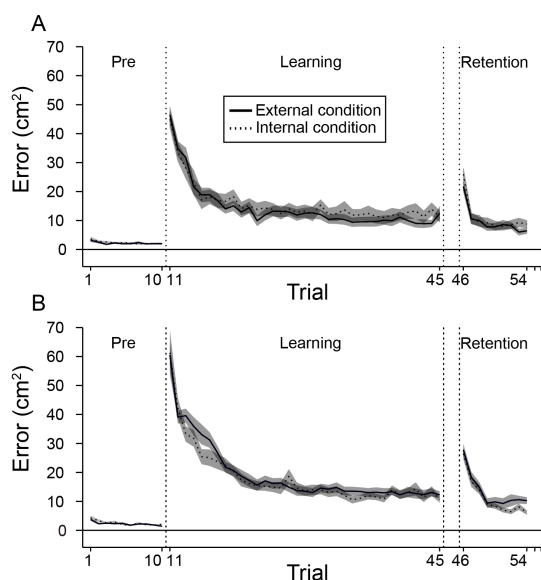 A
70
Pre
Learning
Retention
60
50
External condition
Internal condition
40
30
20
10
0
Error (cm²)
1
10
11
45
46
54
Trial
B
70
Pre
Learning
Retention
60
50
40
30
20
10
0
Error (cm²)
1
10
11
45
46
54
Trial